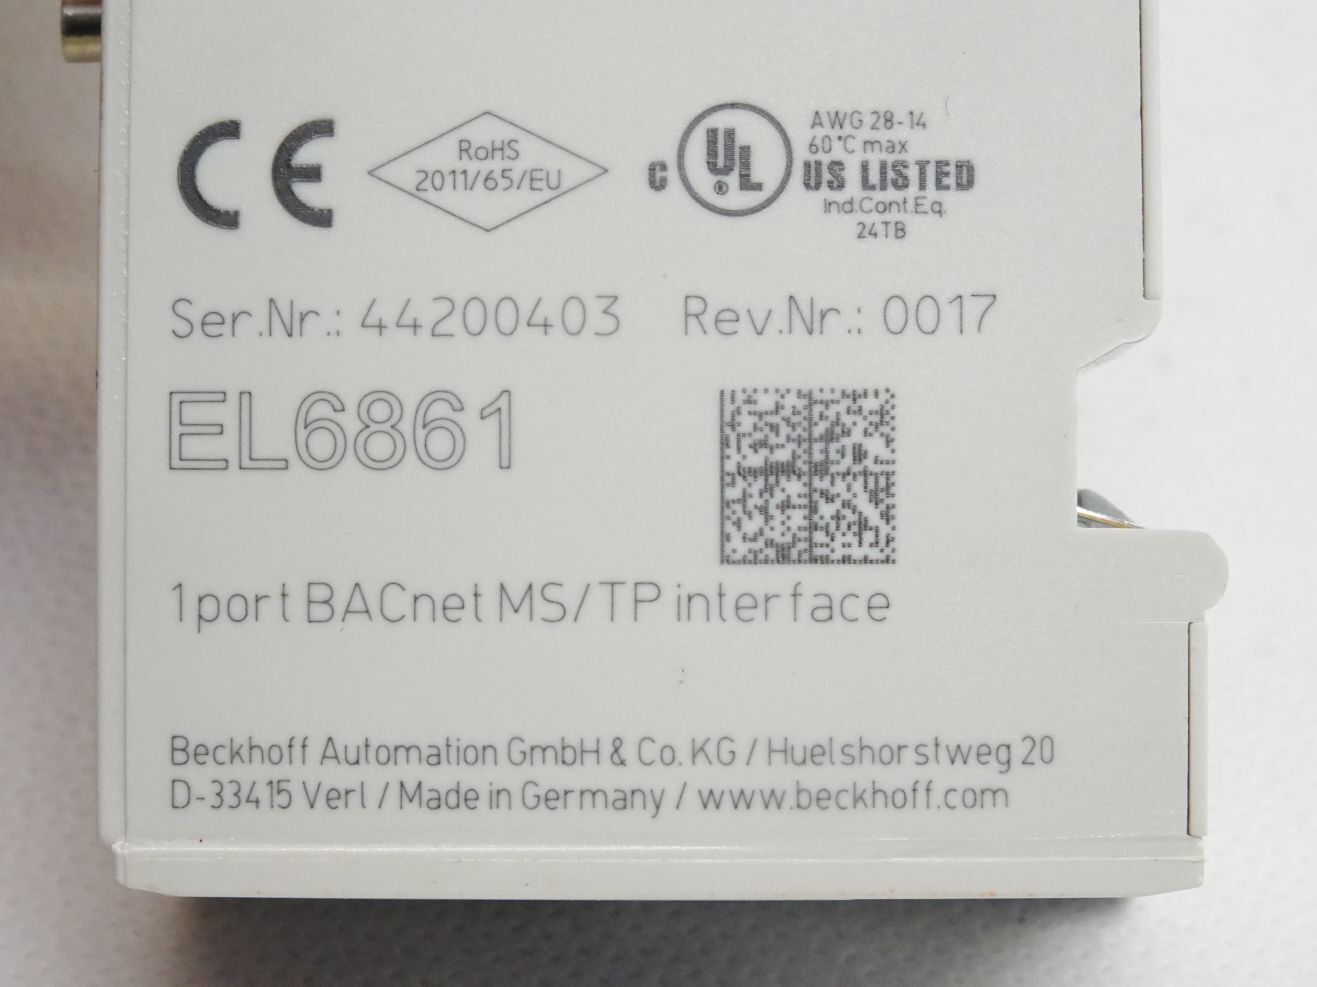 CE
RoHS
2011/65/EU
C UL ® US LISTED
AWG 28-14
60°C max
Ind.Cont.Eq.
24TB
Ser.Nr.: 44200403 Rev.Nr.: 0017
EL6861
1 port BACnet MS/TP interface
Beckhoff Automation GmbH & Co. KG / Huelshorstweg 20
D-33415 Verl / Made in Germany / www.beckhoff.com